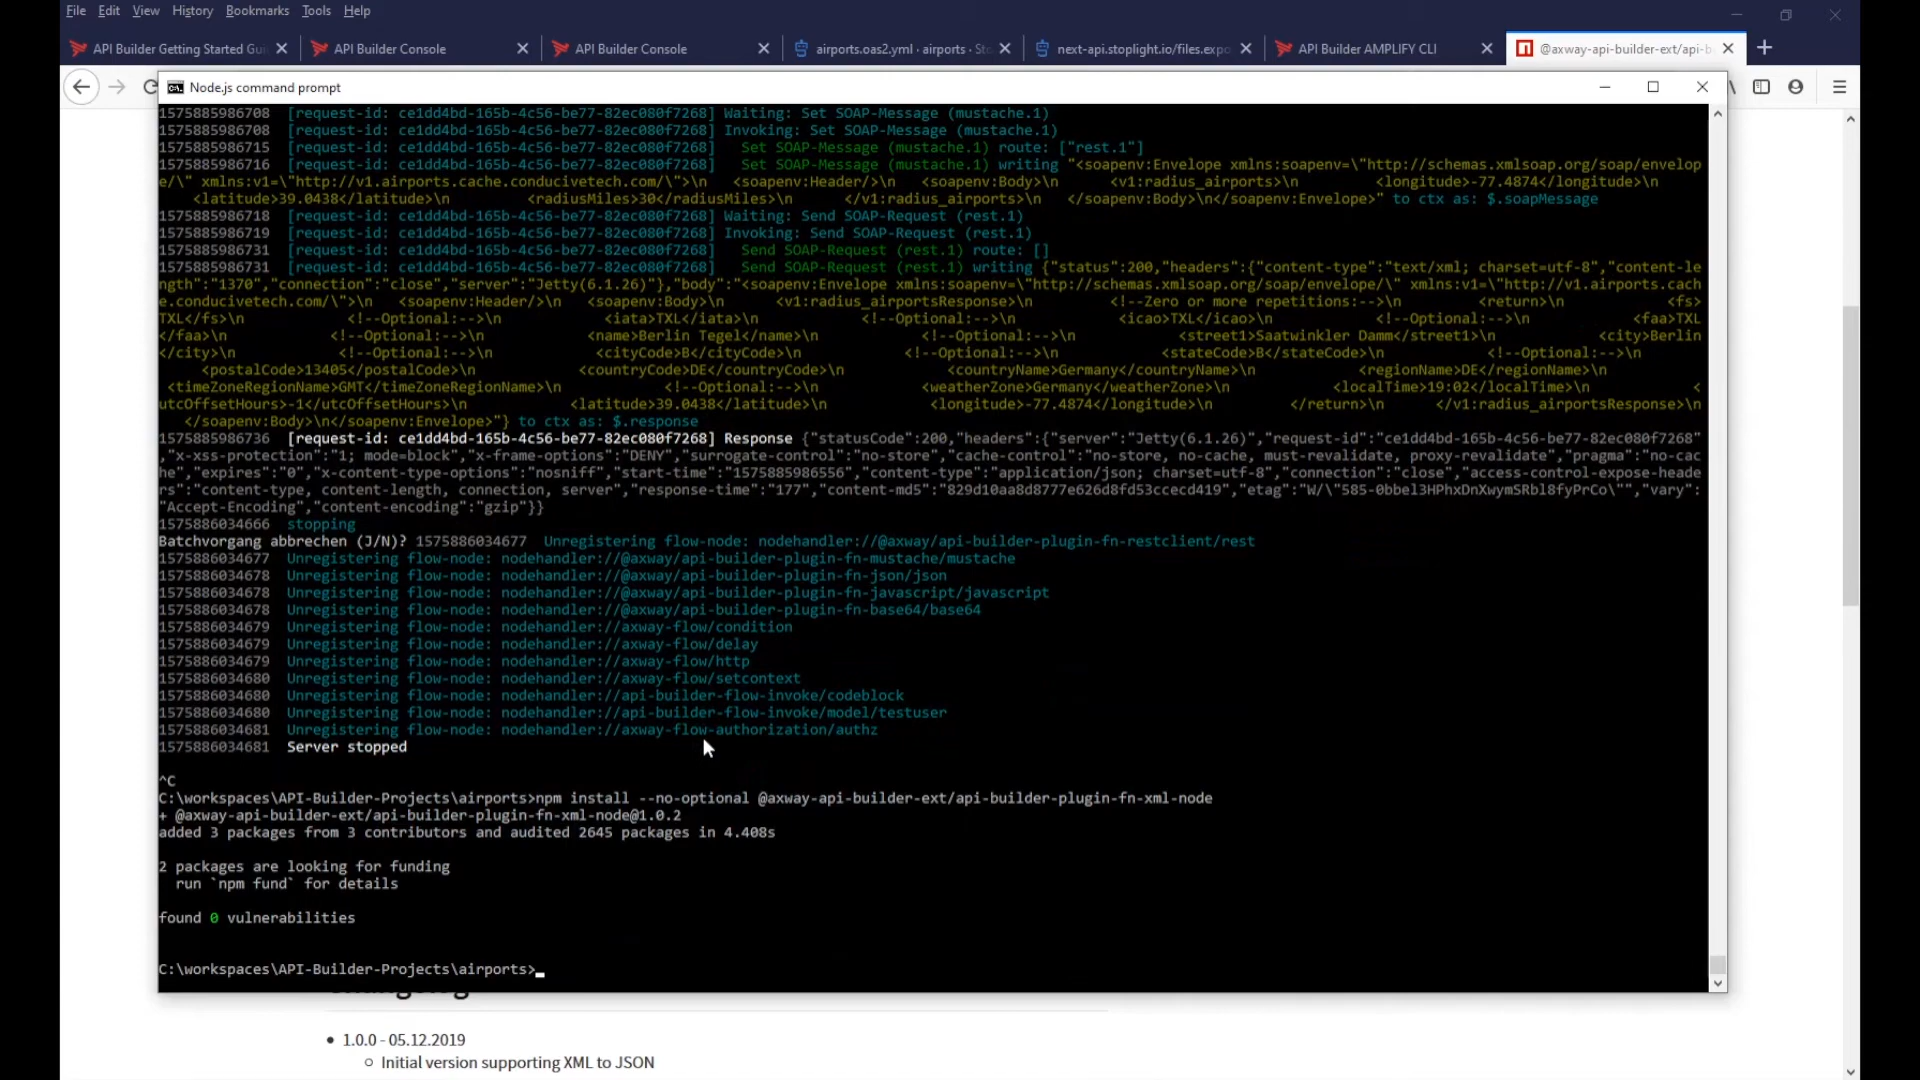 File Edit View History Bookmarks Tools Help
API Builder Getting Started Gu
API Builder Console
API Builder Console
airports.oas2.yml · airports · St
next-api.stoplight.io/files.expo
API Builder AMPLIFY CLI
@axway-api-builder-ext/api-b
Node.js command prompt
1575885986708 [request-id: ce1dd4bd-165b-4c56-be77-82ec080f7268] Waiting: Set SOAP-Message (mustache.1)
1575885986708 [request-id: ce1dd4bd-165b-4c56-be77-82ec080f7268] Invoking: Set SOAP-Message (mustache.1)
1575885986715 [request-id: ce1dd4bd-165b-4c56-be77-82ec080f7268] Set SOAP-Message (mustache.1) route: ["rest.1"]
1575885986716 [request-id: ce1dd4bd-165b-4c56-be77-82ec080f7268] Set SOAP-Message (mustache.1) writing "<soapenv:Envelope xmlns:soapenv=\"http://schemas.xmlsoap.org/soap/envelop
e/\" xmlns:v1=\"http://v1.airports.cache.conducivetech.com/\">\n <soapenv:Header/>\n <soapenv:Body>\n <v1:radius_airports>\n <longitude>-77.4874</longitude>\n
<latitude>39.0438</latitude>\n <radiusMiles>30</radiusMiles>\n </v1:radius_airports>\n </soapenv:Body>\n</soapenv:Envelope>" to ctx as: $.soapMessage
1575885986718 [request-id: ce1dd4bd-165b-4c56-be77-82ec080f7268] Waiting: Send SOAP-Request (rest.1)
1575885986719 [request-id: ce1dd4bd-165b-4c56-be77-82ec080f7268] Invoking: Send SOAP-Request (rest.1)
1575885986731 [request-id: ce1dd4bd-165b-4c56-be77-82ec080f7268] Send SOAP-Request (rest.1) route: []
1575885986731 [request-id: ce1dd4bd-165b-4c56-be77-82ec080f7268] Send SOAP-Request (rest.1) writing {"status":200,"headers":{"content-type":"text/xml; charset=utf-8","content-le
ngth":"1370","connection":"close","server":"Jetty(6.1.26)"},"body":"<soapenv:Envelope xmlns:soapenv=\"http://schemas.xmlsoap.org/soap/envelope/\" xmlns:v1=\"http://v1.airports.cach
e.conducivetech.com/\">\n <soapenv:Header/>\n <soapenv:Body>\n <v1:radius_airportsResponse>\n <!--Zero or more repetitions:-->\n <return>\n <fs>
TXL</fs>\n <!--Optional:-->\n <iata>TXL</iata>\n <!--Optional:-->\n <icao>TXL</icao>\n <!--Optional:-->\n <faa>TXL
</faa>\n <!--Optional:-->\n <name>Berlin Tegel</name>\n <!--Optional:-->\n <street1>Saatwinkler Damm</street1>\n <city>Berlin
</city>\n <!--Optional:-->\n <cityCode>B</cityCode>\n <!--Optional:-->\n <stateCode>B</stateCode>\n <!--Optional:-->\n
<postalCode>13405</postalCode>\n <countryCode>DE</countryCode>\n <countryName>Germany</countryName>\n <regionName>DE</regionName>\n
<timeZoneRegionName>GMT</timeZoneRegionName>\n <!--Optional:-->\n <weatherZone>Germany</weatherZone>\n <localTime>19:02</localTime>\n <
utcOffsetHours>-1</utcOffsetHours>\n <latitude>39.0438</latitude>\n <longitude>-77.4874</longitude>\n </return>\n </v1:radius_airportsResponse>\n
</soapenv:Body>\n</soapenv:Envelope>"} to ctx as: $.response
1575885986736 [request-id: ce1dd4bd-165b-4c56-be77-82ec080f7268] Response {"statusCode":200,"headers":{"server":"Jetty(6.1.26)","request-id":"ce1dd4bd-165b-4c56-be77-82ec080f7268"
,"x-xss-protection":"1; mode=block","x-frame-options":"DENY","surrogate-control":"no-store","cache-control":"no-store, no-cache, must-revalidate, proxy-revalidate","pragma":"no-cac
he","expires":"0","x-content-type-options":"nosniff","start-time":"1575885986556","content-type":"application/json; charset=utf-8","connection":"close","access-control-expose-heade
rs":"content-type, content-length, connection, server","response-time":"177","content-md5":"829d10aa8d8777e626d8fd53ccecd419","etag":"W/\"585-0bbel3HPhxDnXwymSRbl8fyPrCo\"","vary":
"Accept-Encoding","content-encoding":"gzip"}}
1575886034666 stopping
Batchvorgang abbrechen (J/N)? 1575886034677 Unregistering flow-node: nodehandler://@axway/api-builder-plugin-fn-restclient/rest
1575886034677 Unregistering flow-node: nodehandler://@axway/api-builder-plugin-fn-mustache/mustache
1575886034678 Unregistering flow-node: nodehandler://@axway/api-builder-plugin-fn-json/json
1575886034678 Unregistering flow-node: nodehandler://@axway/api-builder-plugin-fn-javascript/javascript
1575886034678 Unregistering flow-node: nodehandler://@axway/api-builder-plugin-fn-base64/base64
1575886034679 Unregistering flow-node: nodehandler://axway-flow/condition
1575886034679 Unregistering flow-node: nodehandler://axway-flow/delay
1575886034679 Unregistering flow-node: nodehandler://axway-flow/http
1575886034680 Unregistering flow-node: nodehandler://axway-flow/setcontext
1575886034680 Unregistering flow-node: nodehandler://api-builder-flow-invoke/codeblock
1575886034680 Unregistering flow-node: nodehandler://api-builder-flow-invoke/model/testuser
1575886034681 Unregistering flow-node: nodehandler://axway-flow-authorization/authz
1575886034681 Server stopped
^C
C:\workspaces\API-Builder-Projects\airports>npm install --no-optional @axway-api-builder-ext/api-builder-plugin-fn-xml-node
+ @axway-api-builder-ext/api-builder-plugin-fn-xml-node@1.0.2
added 3 packages from 3 contributors and audited 2645 packages in 4.408s
2 packages are looking for funding
run `npm fund` for details
found 0 vulnerabilities
C:\workspaces\API-Builder-Projects\airports>
1.0.0 - 05.12.2019
Initial version supporting XML to JSON